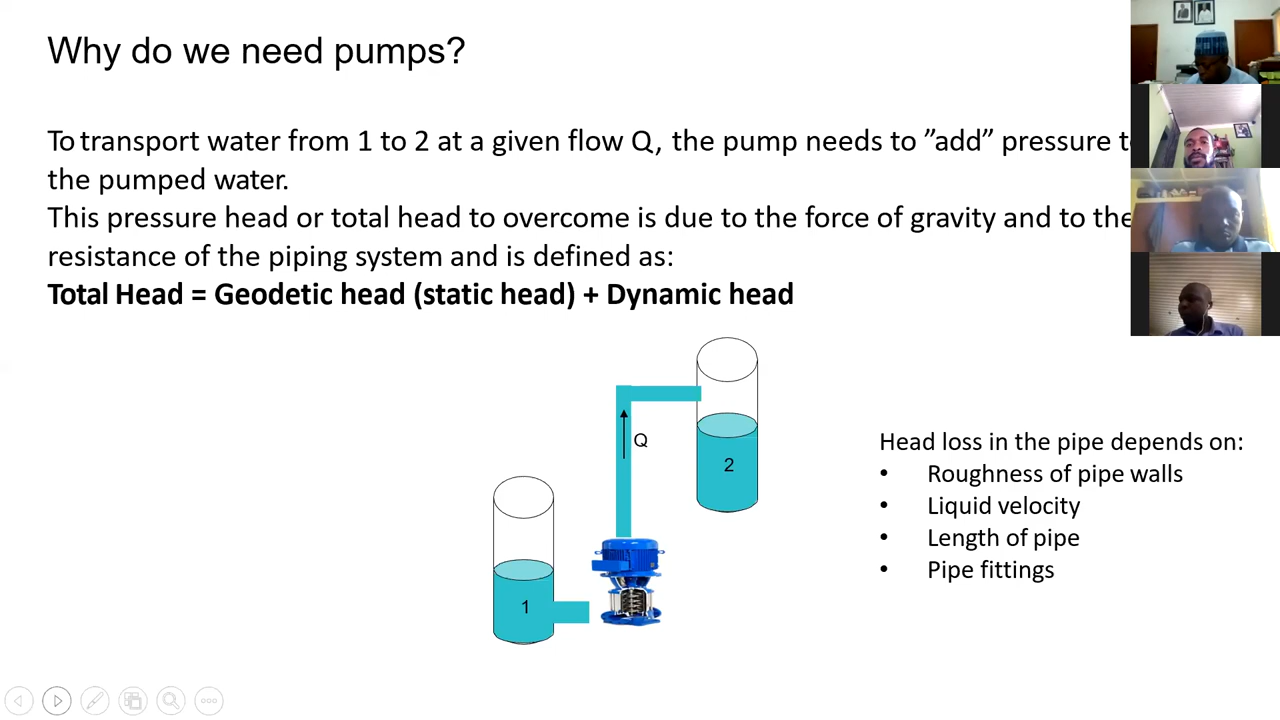 Why do we need pumps?
To transport water from 1 to 2 at a given flow Q, the pump needs to ”add” pressure
the pumped water.
This pressure head or total head to overcome is due to the force of gravity and to the
resistance of the piping system and is defined as:
Total Head = Geodetic head (static head) + Dynamic head
Q
2
1
Head loss in the pipe depends on:
• Roughness of pipe walls
• Liquid velocity
• Length of pipe
• Pipe fittings